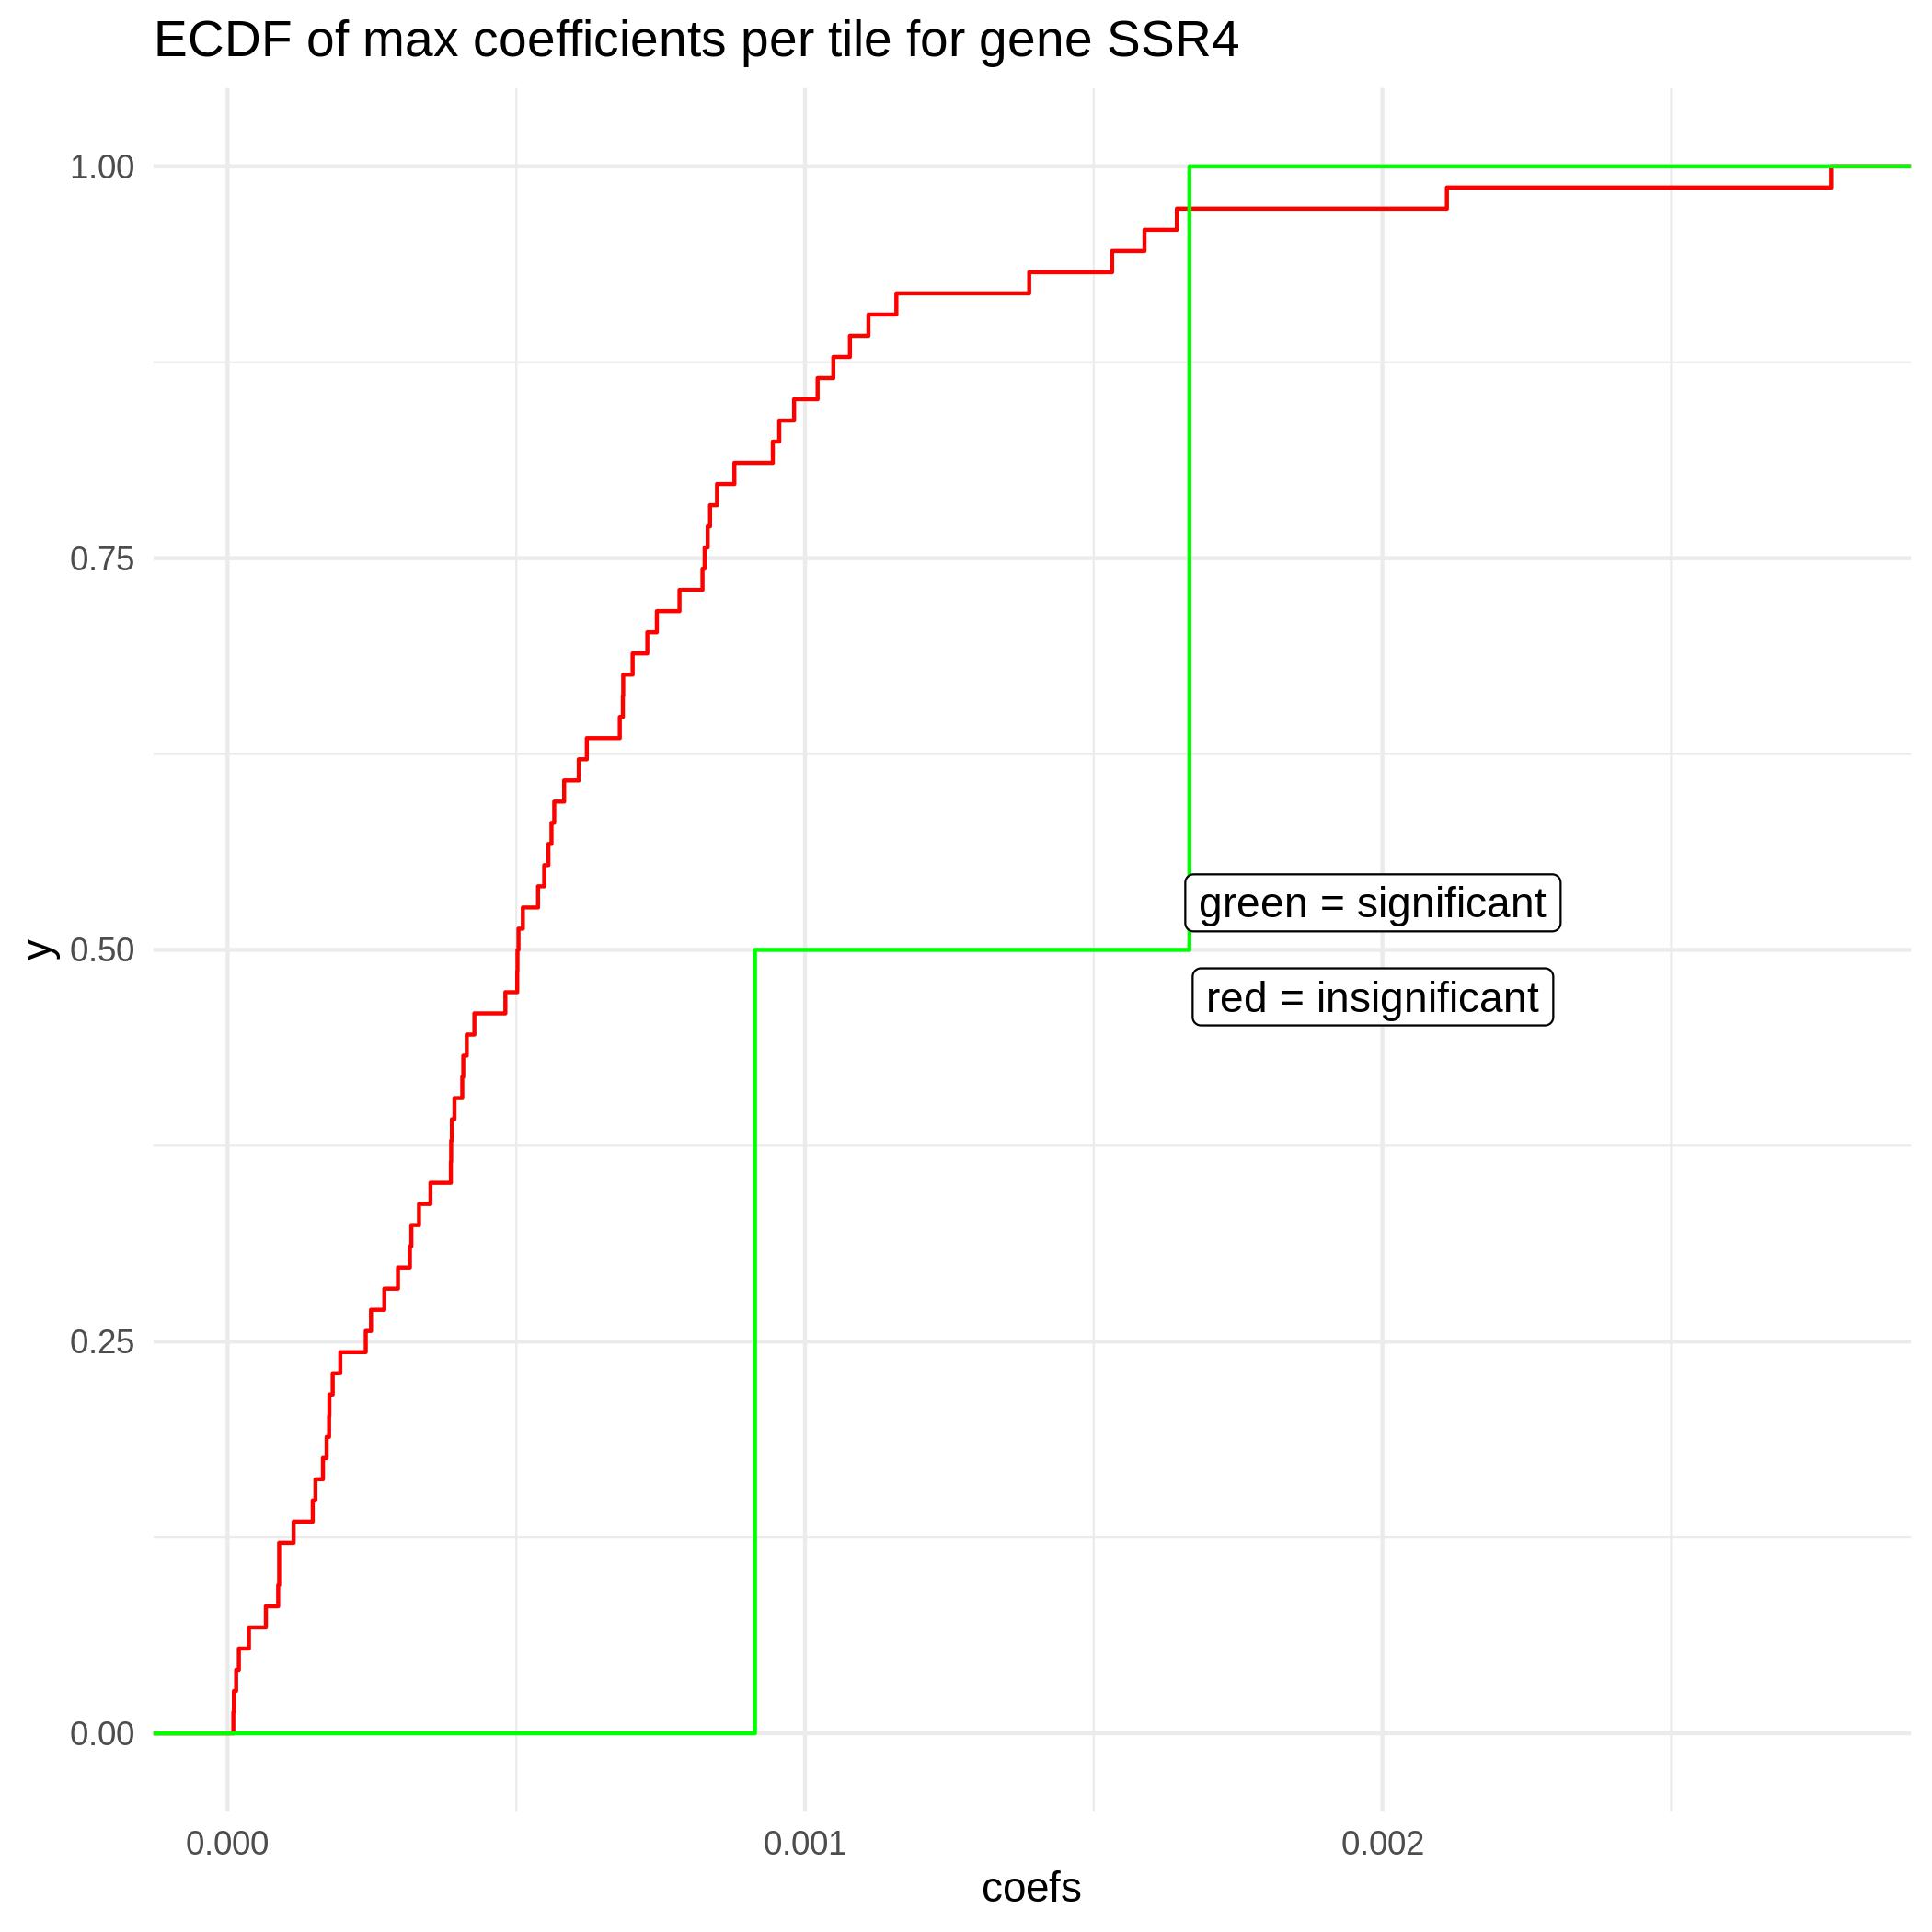 ECDF of max coefficients per tile for gene SSR4
1.00
0.75
green = significant
y
0.50
red = insignificant
0.25
0.00
0.000
0.001
0.002
coefs